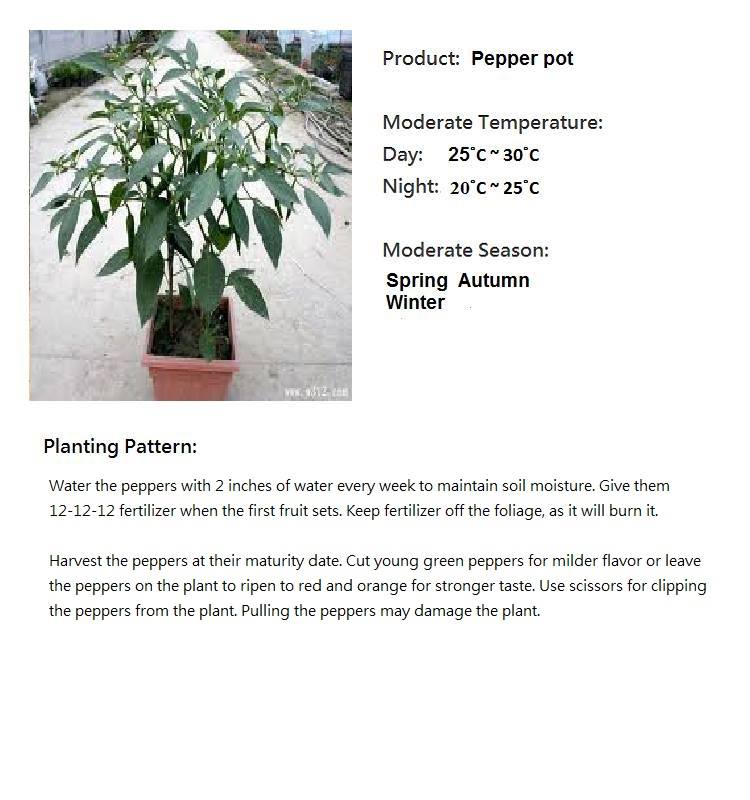 Product: Pepper pot
Moderate Temperature:
Day: 25°C ~ 30°C
Night: 20°C ~ 25°C
Moderate Season:
Spring Autumn
Winter
Planting Pattern:
Water the peppers with 2 inches of water every week to maintain soil moisture. Give them
12-12-12 fertilizer when the first fruit sets. Keep fertilizer off the foliage, as it will burn it.
Harvest the peppers at their maturity date. Cut young green peppers for milder flavor or leave
the peppers on the plant to ripen to red and orange for stronger taste. Use scissors for clipping
the peppers from the plant. Pulling the peppers may damage the plant.